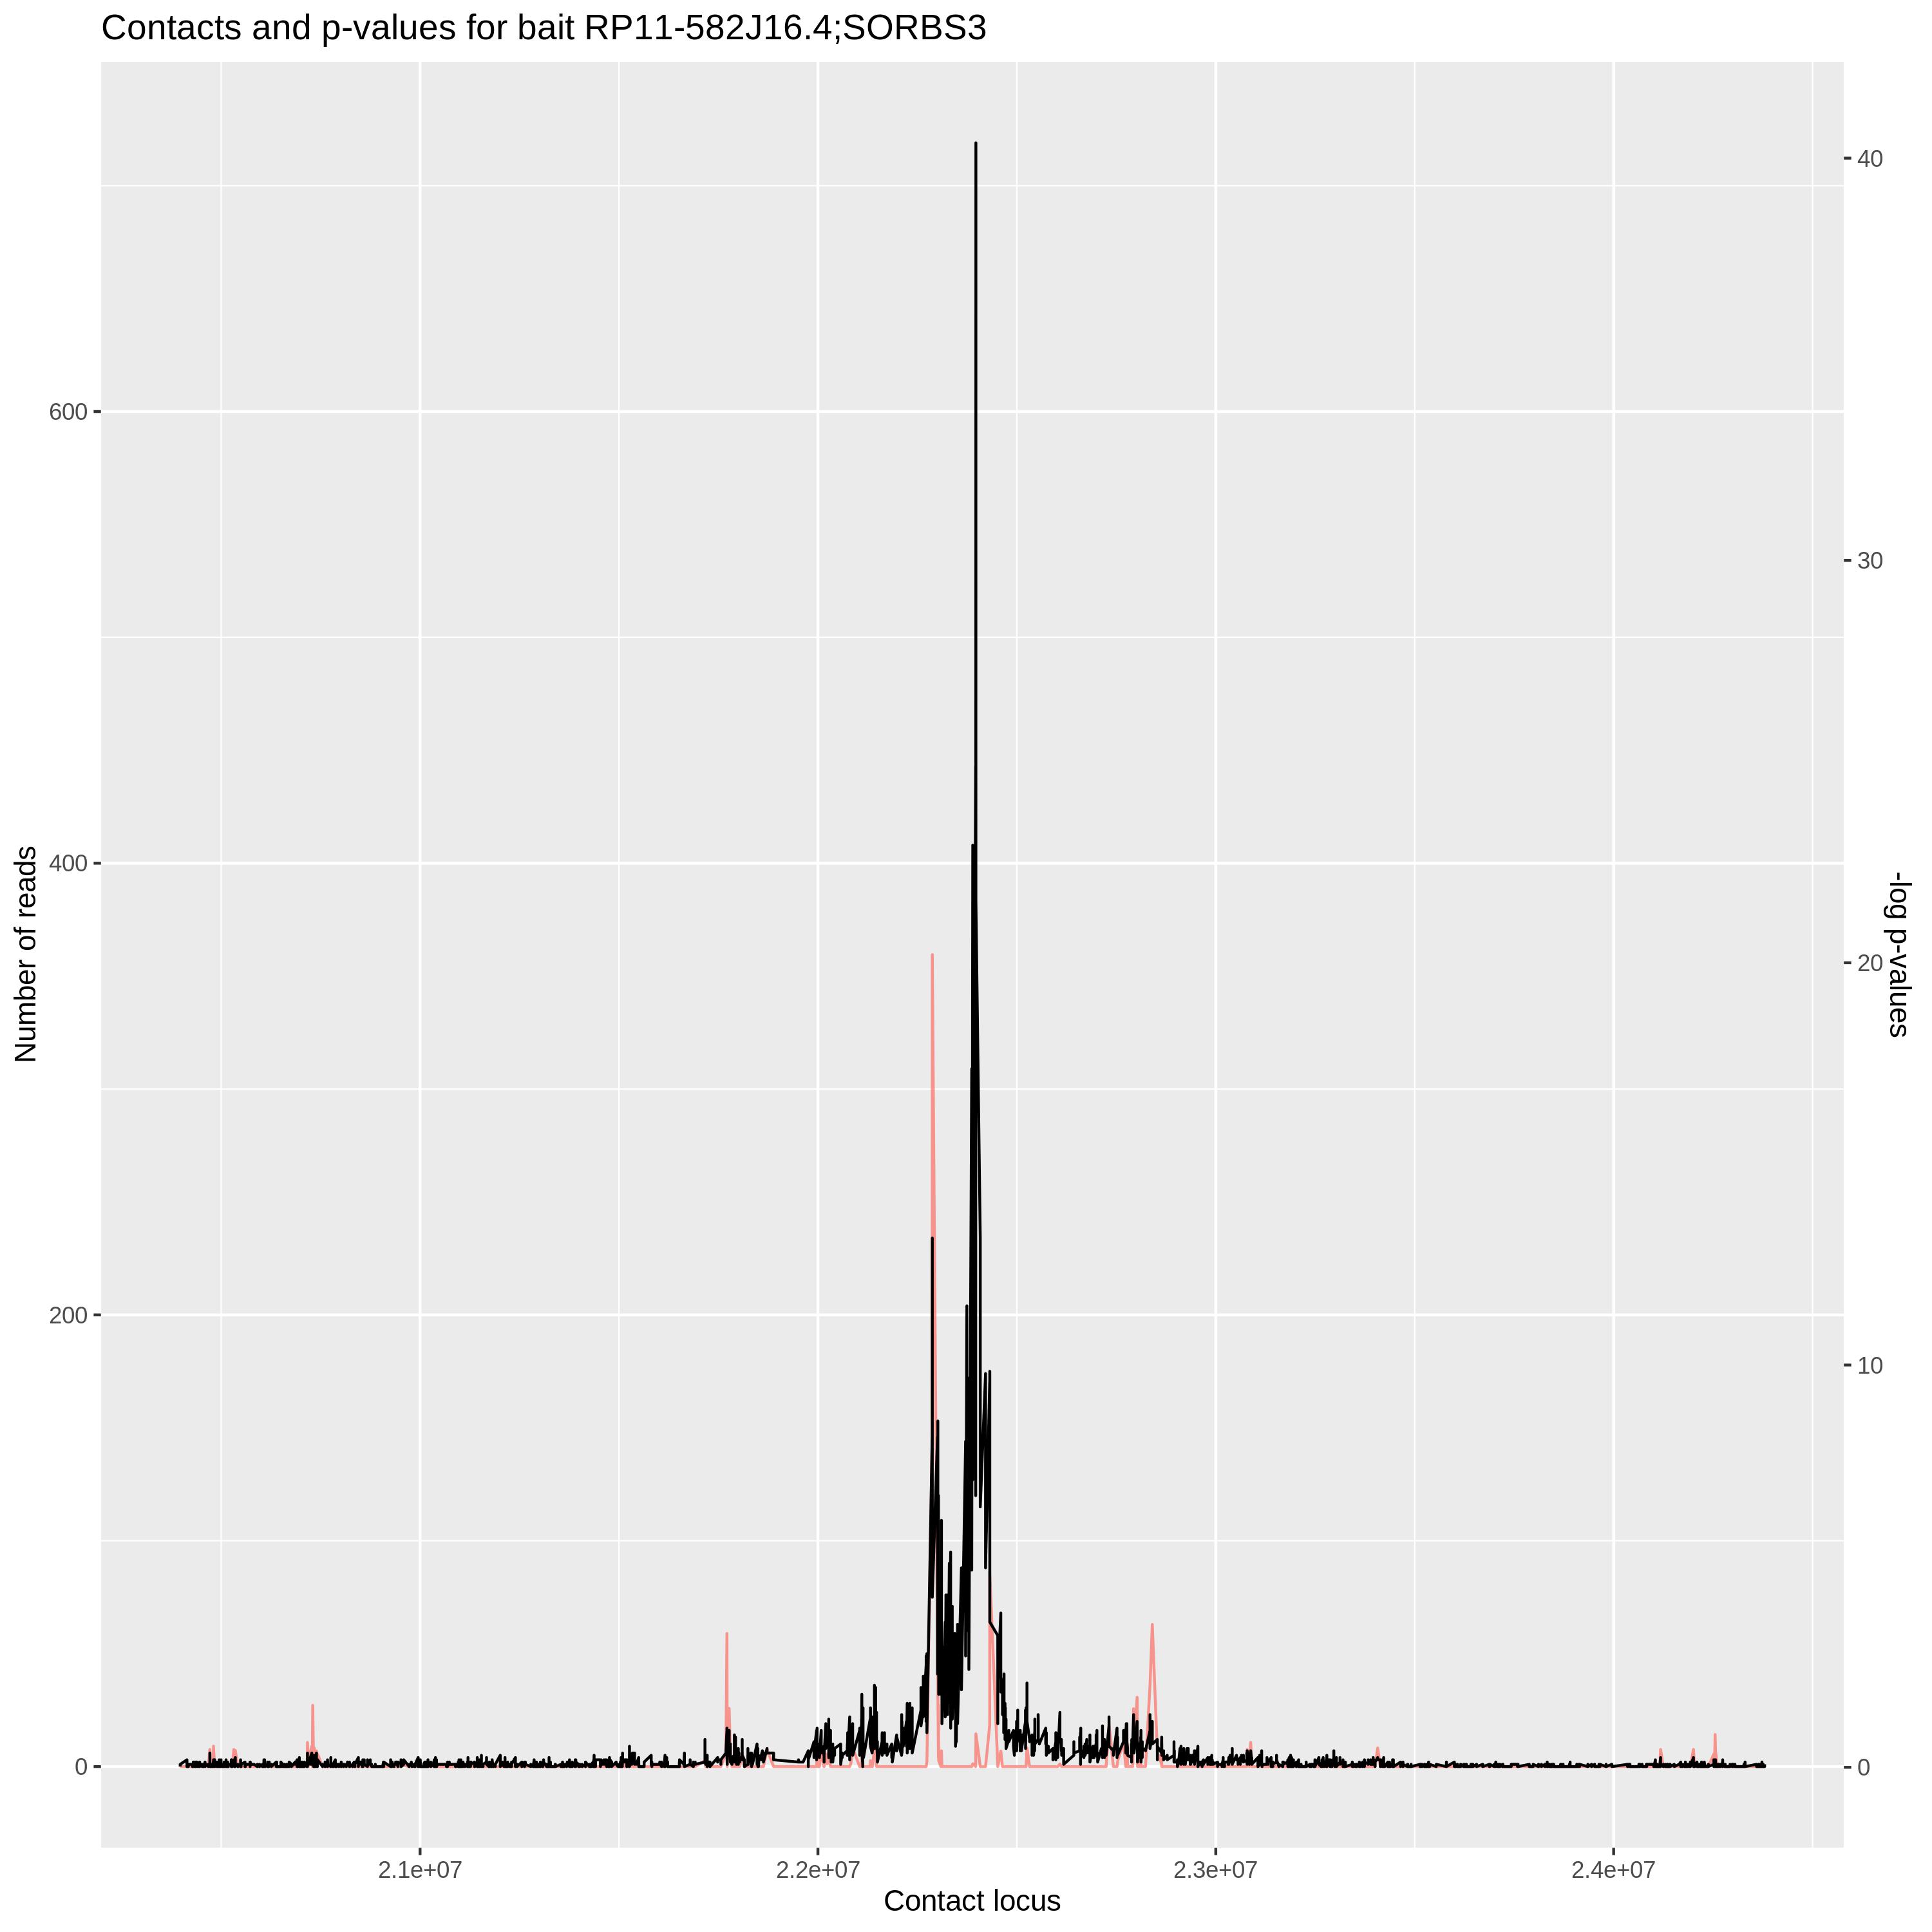 Contacts and p-values for bait RP11-582J16.4;SORBS3
40
600
30
400
Number of reads
-log p-values
20
200
10
0
0
2.1e+07
2.2e+07
2.3e+07
2.4e+07
Contact locus